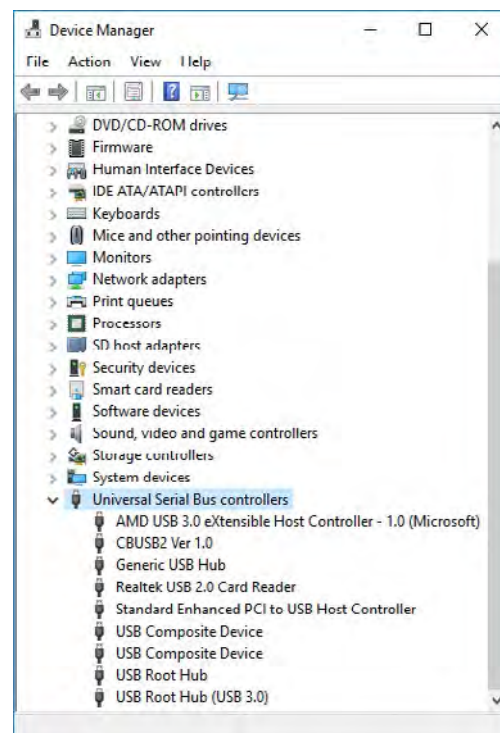 Device Manager
File Action View Help
DVD/CD-ROM drives
Firmware
Human Interface Devices
IDE ATA/ATAPI controllers
Keyboards
Mice and other pointing devices
Monitors
Network adapters
Print queues
Processors
SD host adapters
Security devices
Smart card readers
Software devices
Sound, video and game controllers
Storage controllers
System devices
Universal Serial Bus controllers
AMD USB 3.0 eXtensible Host Controller - 1.0 (Microsoft)
CBUSB2 Ver 1.0
Generic USB Hub
Realtek USB 2.0 Card Reader
Standard Enhanced PCI to USB Host Controller
USB Composite Device
USB Composite Device
USB Root Hub
USB Root Hub (USB 3.0)